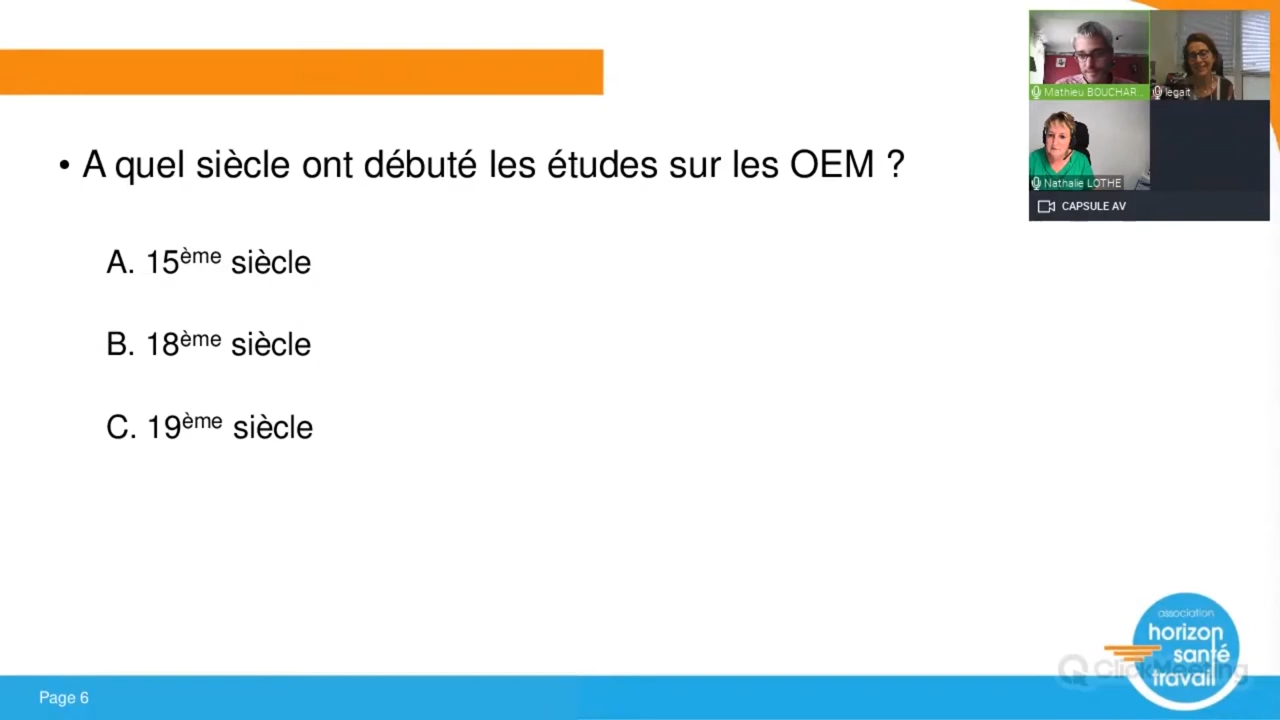 • A quel siècle ont débuté les études sur les OEM ?
A. 15ème siècle
B. 18ème siècle
C. 19ème siècle
Mathieu BOUCHAR...
legait
Nathalie LOTHE
CAPSULE AV
association
horizon
santé
travail
ClickMeeting
Page 6